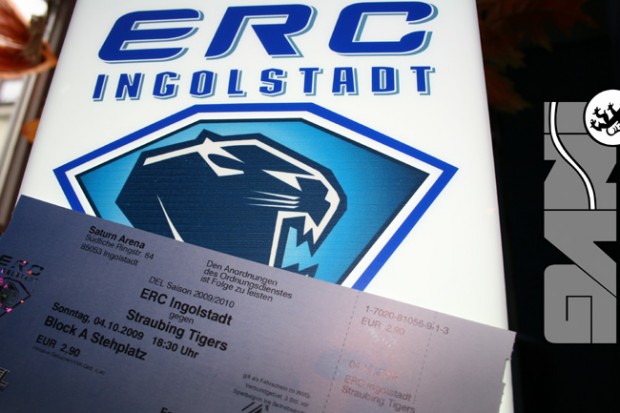 ERC
INGOLSTADT
Saturn Arena
Südliche Ringstr. 64
85053 Ingolstadt
Den Anordnungen
des Ordnungsdienstes
ist Folge zu leisten
ERC
DEL Saison 2009/2010
ERC Ingolstadt
gegen
Straubing Tigers
Sonntag, 04.10.2009 18:30 Uhr
Block A Stehplatz
EUR 2,90
1-7020-81056-9-1-3
EUR 2,90
ERC Ingolstadt
Straubing Tigers